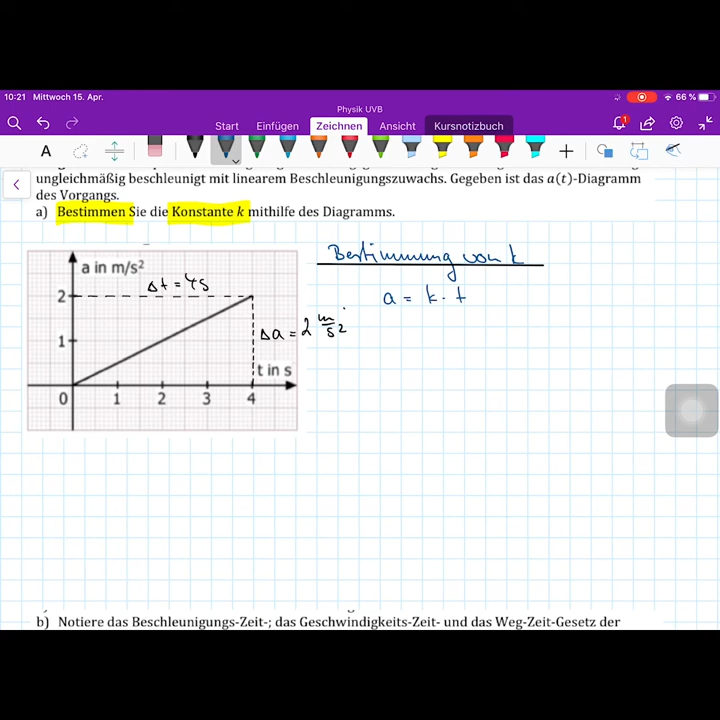 10:21 Mittwoch 15. Apr.
66 %
Physik UVB
Start Einfügen Zeichnen Ansicht Kursnotizbuch
1
A
ungleichmäßig beschleunigt mit linearem Beschleunigungszuwachs. Gegeben ist das a(t)-Diagramm
des Vorgangs.
a) Bestimmen Sie die Konstante k mithilfe des Diagramms.
Bestimmung von k
a = k · t
a in m/s²
Δt = 4s
2
Δa = 2 m/s²
1
t in s
0 1 2 3 4
b) Notiere das Beschleunigungs-Zeit-; das Geschwindigkeits-Zeit- und das Weg-Zeit-Gesetz der